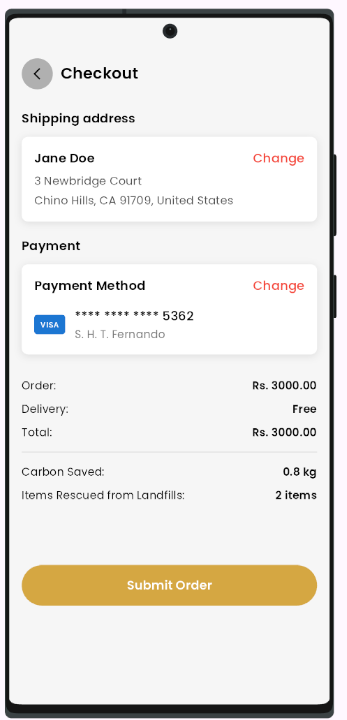 Checkout
Shipping address
Jane Doe Change
3 Newbridge Court
Chino Hills, CA 91709, United States
Payment
Payment Method Change
VISA **** **** **** 5362
S. H. T. Fernando
Order: Rs. 3000.00
Delivery: Free
Total: Rs. 3000.00
Carbon Saved: 0.8 kg
Items Rescued from Landfills: 2 items
Submit Order